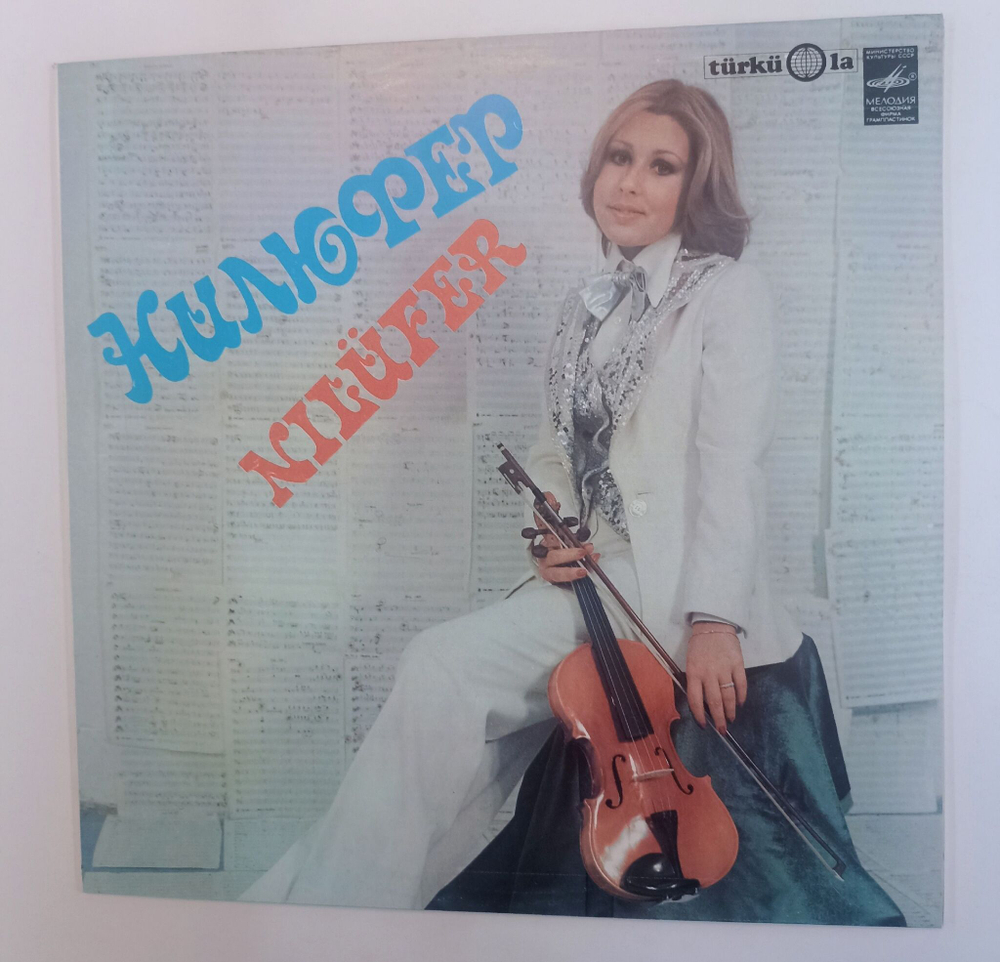 türkü la
МИНИСТЕРСТВО
КУЛЬТУРЫ СССР
МЕЛОДИЯ
ВСЕСОЮЗНАЯ
ФИРМА
ГРАМПЛАСТИНОК
НИЛЮФЕР
NILÜFER